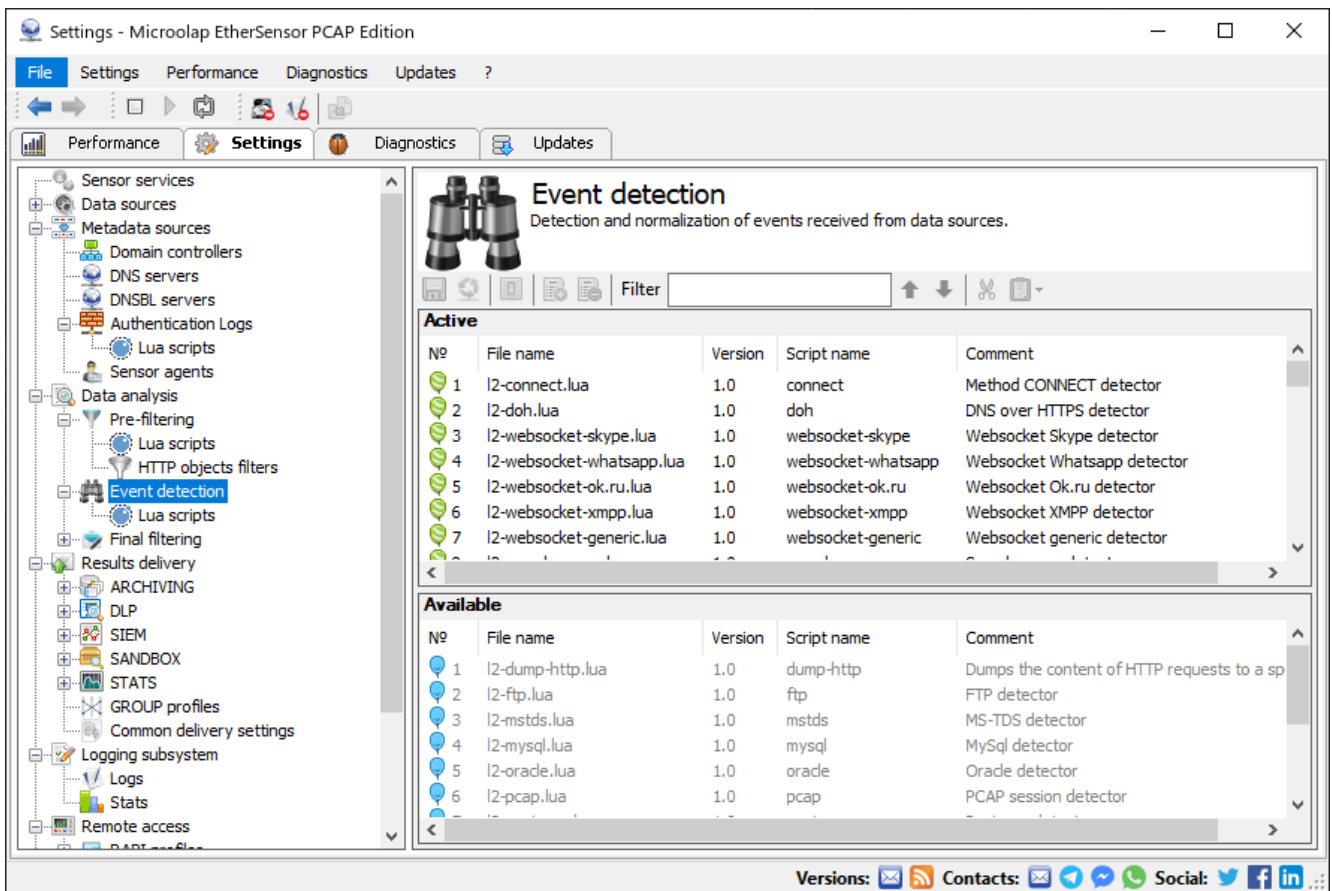 Settings - Microolap EtherSensor PCAP Edition
File Settings Performance Diagnostics Updates ?
Performance Settings Diagnostics Updates
Sensor services
Data sources
Metadata sources
Domain controllers
DNS servers
DNSBL servers
Authentication Logs
Lua scripts
Sensor agents
Data analysis
Pre-filtering
Lua scripts
HTTP objects filters
Event detection
Lua scripts
Final filtering
Results delivery
ARCHIVING
DLP
SIEM
SANDBOX
STATS
GROUP profiles
Common delivery settings
Logging subsystem
Logs
Stats
Remote access
Event detection
Detection and normalization of events received from data sources.
Filter
Active
Nº File name Version Script name Comment
1 l2-connect.lua 1.0 connect Method CONNECT detector
2 l2-doh.lua 1.0 doh DNS over HTTPS detector
3 l2-websocket-skype.lua 1.0 websocket-skype Websocket Skype detector
4 l2-websocket-whatsapp.lua 1.0 websocket-whatsapp Websocket Whatsapp detector
5 l2-websocket-ok.ru.lua 1.0 websocket-ok.ru Websocket Ok.ru detector
6 l2-websocket-xmpp.lua 1.0 websocket-xmpp Websocket XMPP detector
7 l2-websocket-generic.lua 1.0 websocket-generic Websocket generic detector
Available
Nº File name Version Script name Comment
1 l2-dump-http.lua 1.0 dump-http Dumps the content of HTTP requests to a sp
2 l2-ftp.lua 1.0 ftp FTP detector
3 l2-mstds.lua 1.0 mstds MS-TDS detector
4 l2-mysql.lua 1.0 mysql MySql detector
5 l2-oracle.lua 1.0 oracle Oracle detector
6 l2-pcap.lua 1.0 pcap PCAP session detector
Versions: Contacts: Social: